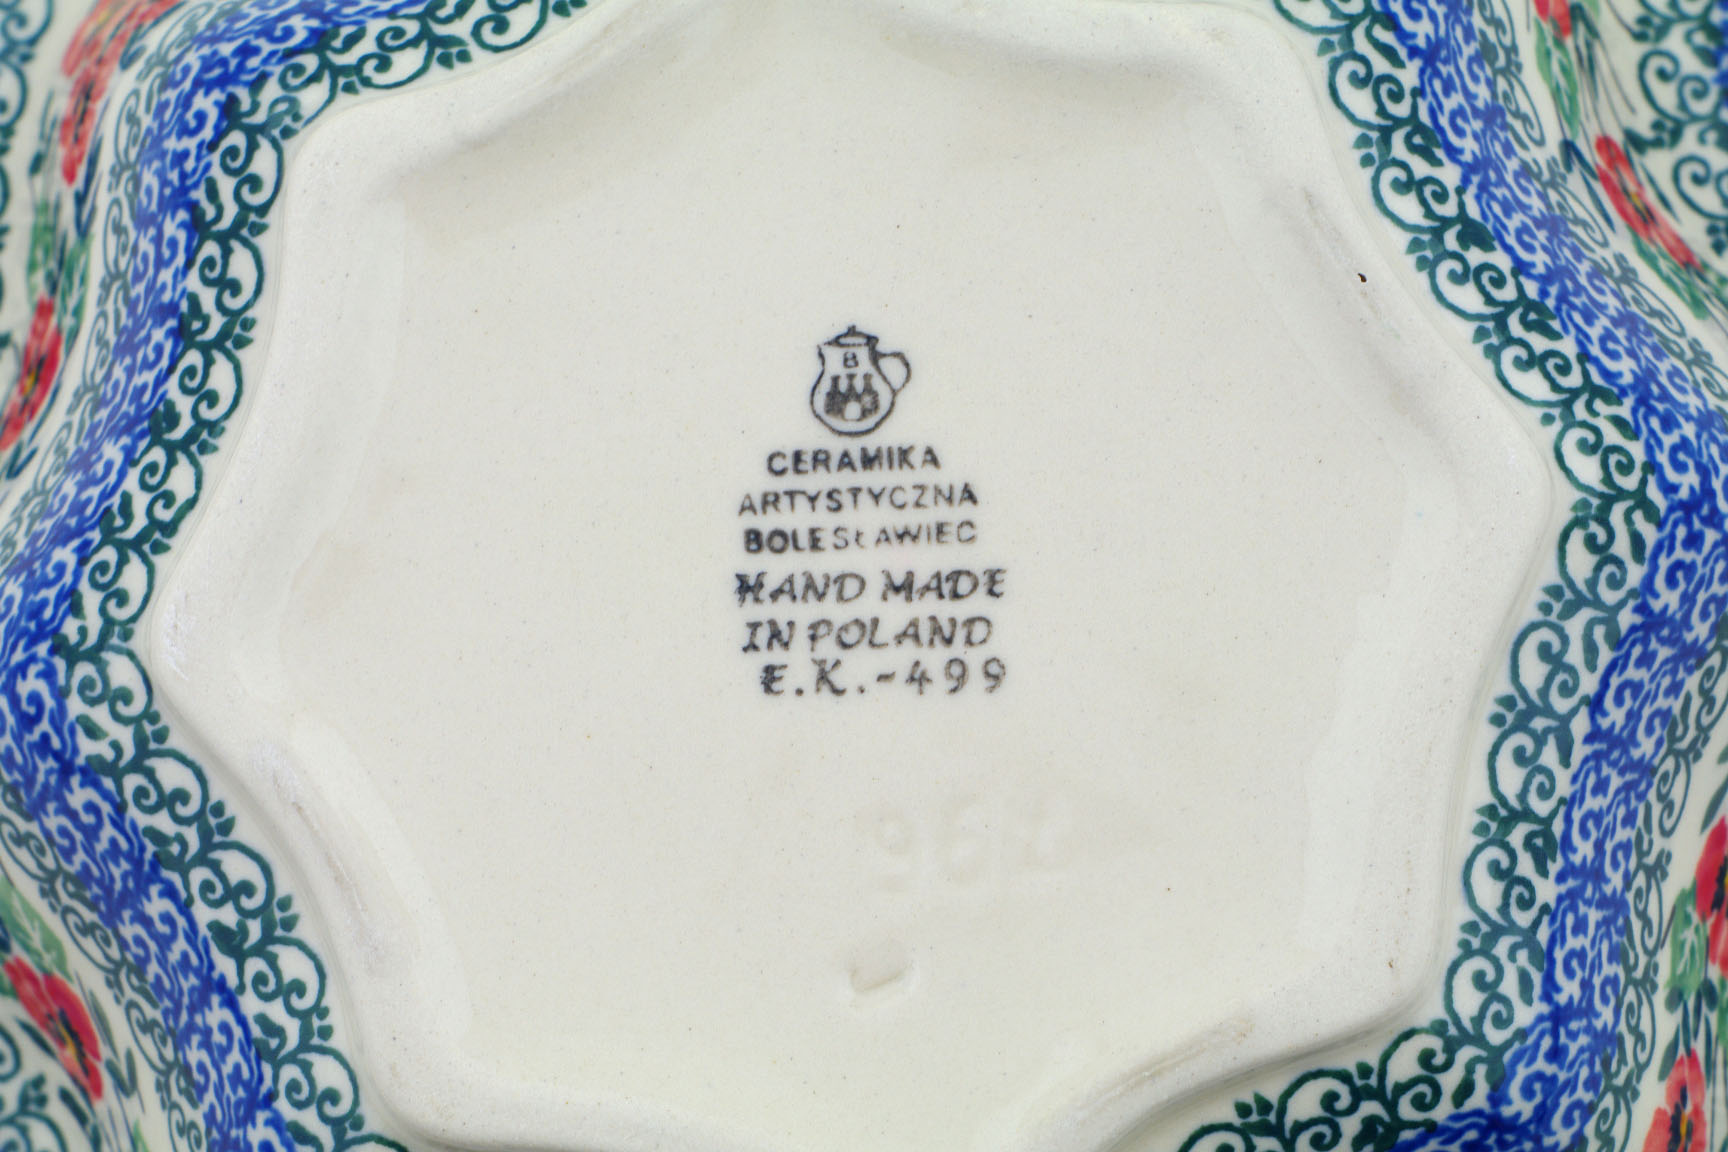 B
CERAMIKA
ARTYSTYCZNA
BOLESŁAWIEC
HAND MADE
IN POLAND
E.K.-499